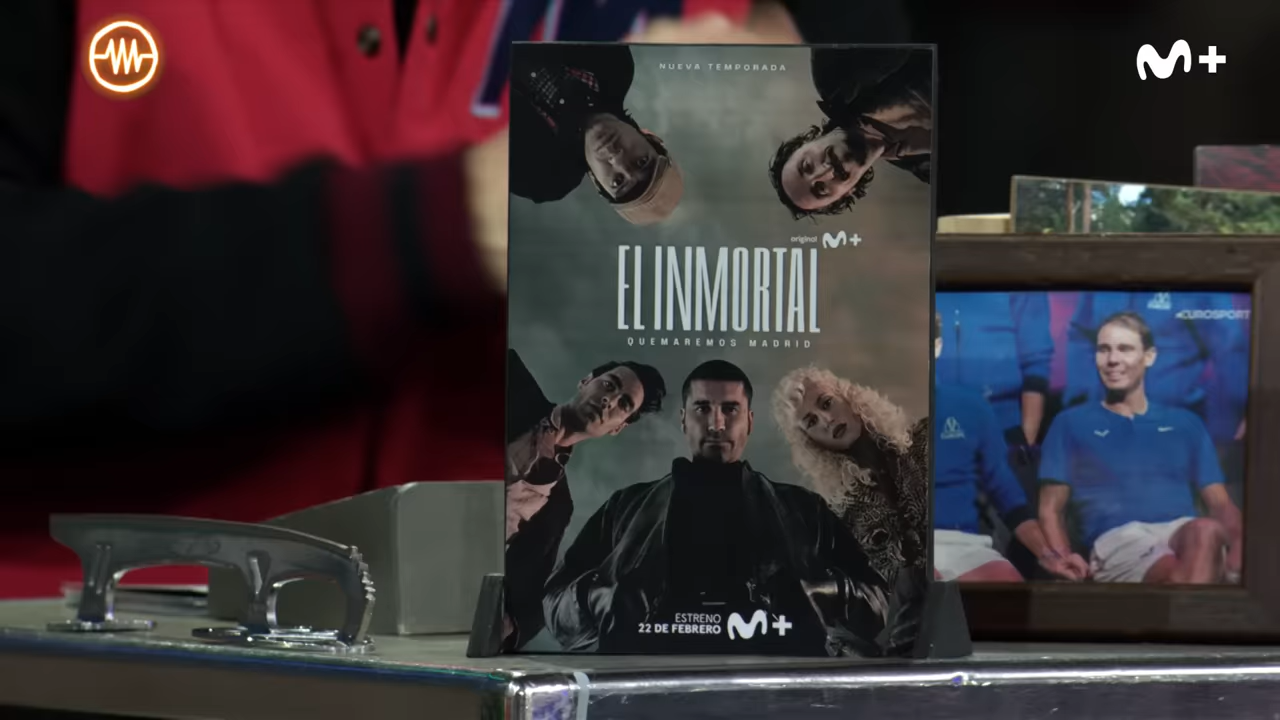 M+
NUEVA TEMPORADA
original M+
EL INMORTAL
QUEMAREMOS MADRID
EUROSPORT
ESTRENO
22 DE FEBRERO M+